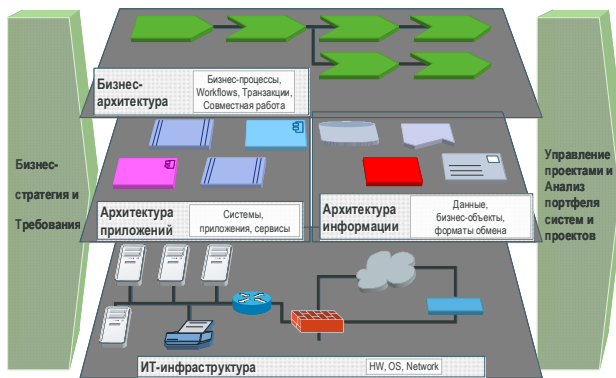 Бизнес-
стратегия и
Требования
Бизнес-
архитектура
Бизнес-процессы,
Workflows, Транзакции,
Совместная работа
Архитектура
приложений
Системы,
приложения, сервисы
Архитектура
информации
Данные,
бизнес-объекты,
форматы обмена
ИТ-инфраструктура
HW, OS, Network
Управление
проектами и
Анализ
портфеля
систем и
проектов